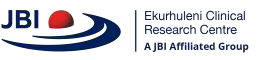 JBI
Ekurhuleni Clinical
Research Centre
A JBI Affiliated Group